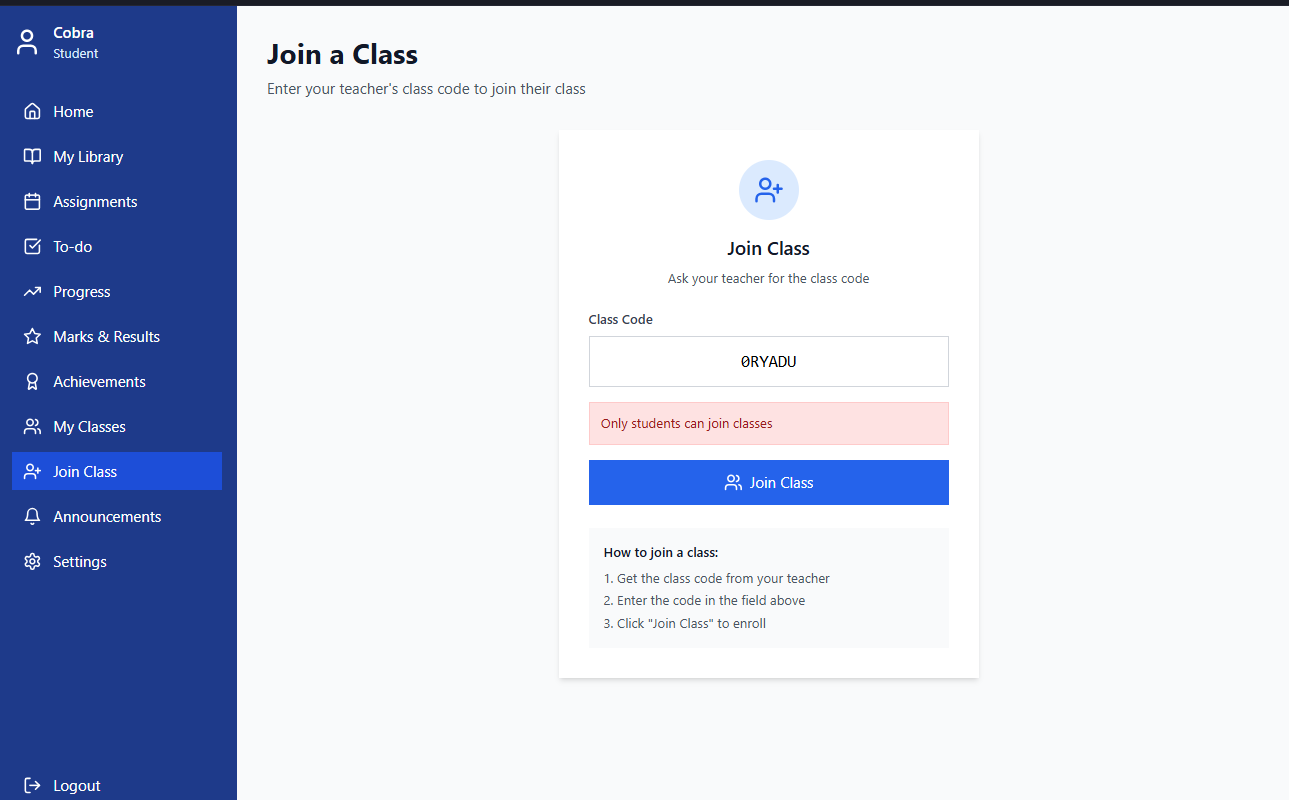 Cobra
Student
Home
My Library
Assignments
To-do
Progress
Marks & Results
Achievements
My Classes
Join Class
Announcements
Settings
Logout
Join a Class
Enter your teacher's class code to join their class
Join Class
Ask your teacher for the class code
Class Code
0RYADU
Only students can join classes
Join Class
How to join a class:
1. Get the class code from your teacher
2. Enter the code in the field above
3. Click "Join Class" to enroll